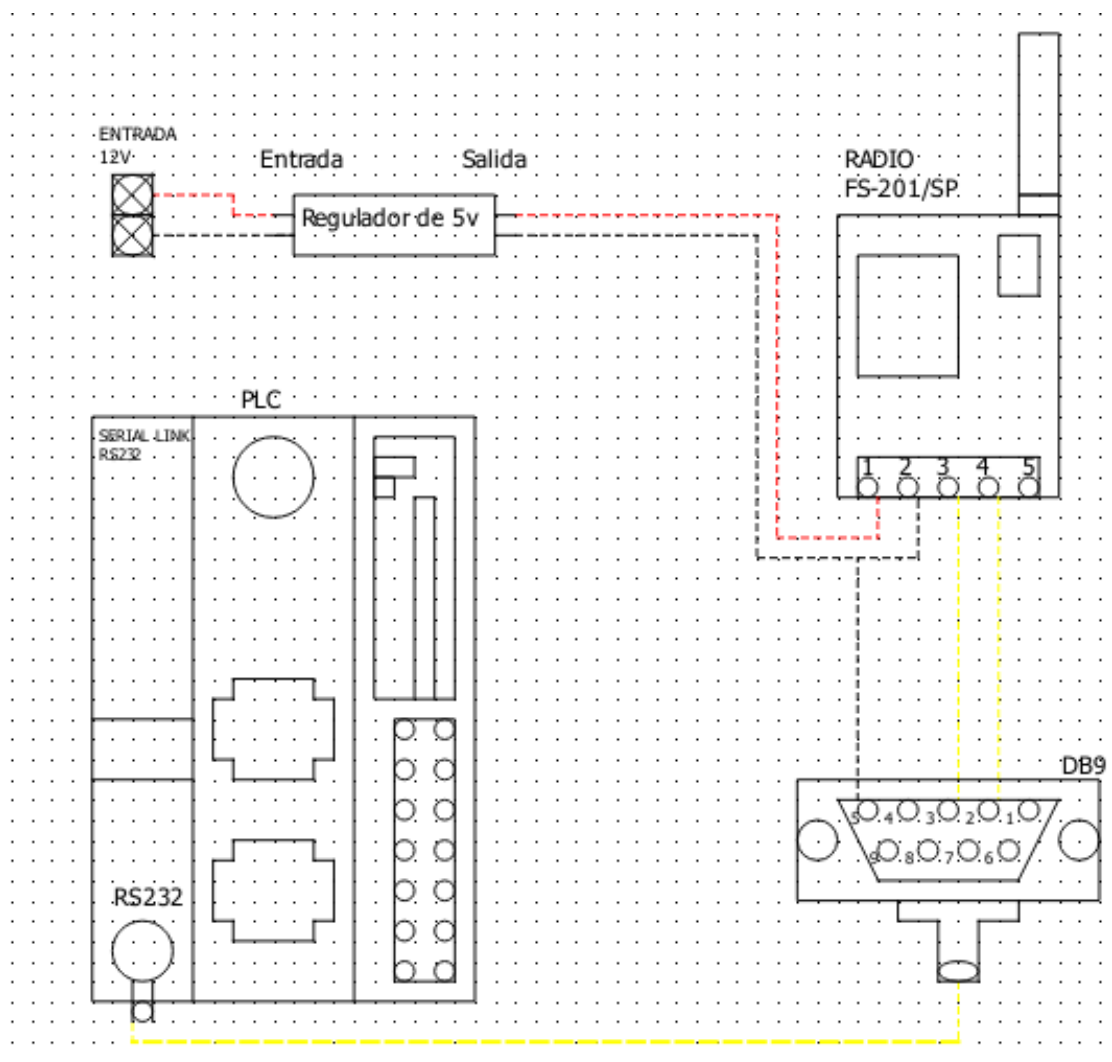 ENTRADA
12V
Entrada
Salida
Regulador de 5v
RADIO
FS-201/SP
1 2 3 4 5
PLC
SERIAL LINK
RS232
RS232
DB9
5 4 3 2 1
9 8 7 6